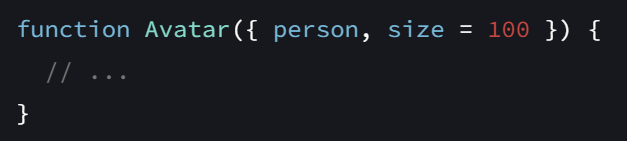 function Avatar({ person, size = 100 }) {
  // ...
}